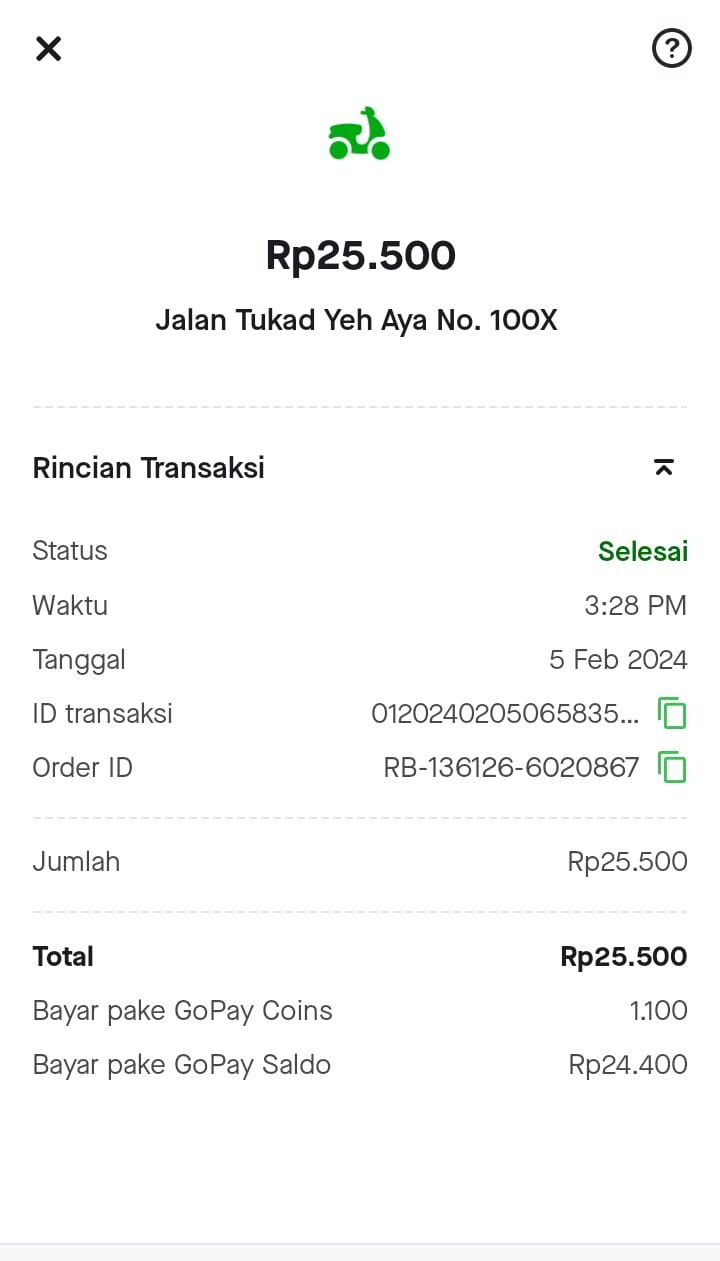 Rp25.500
Jalan Tukad Yeh Aya No. 100X
Rincian Transaksi
Status Selesai
Waktu 3:28 PM
Tanggal 5 Feb 2024
ID transaksi 0120240205065835...
Order ID RB-136126-6020867
Jumlah Rp25.500
Total Rp25.500
Bayar pake GoPay Coins 1.100
Bayar pake GoPay Saldo Rp24.400